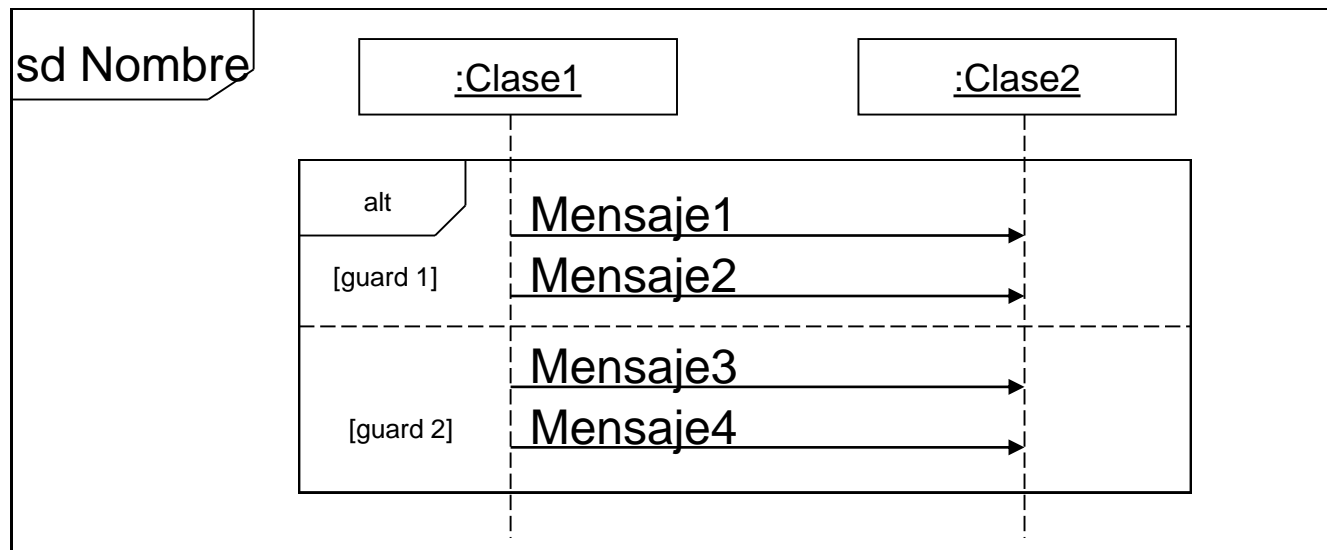 sd Nombre
:Clase1
:Clase2
alt
Mensaje1
[guard 1]
Mensaje2
Mensaje3
[guard 2]
Mensaje4